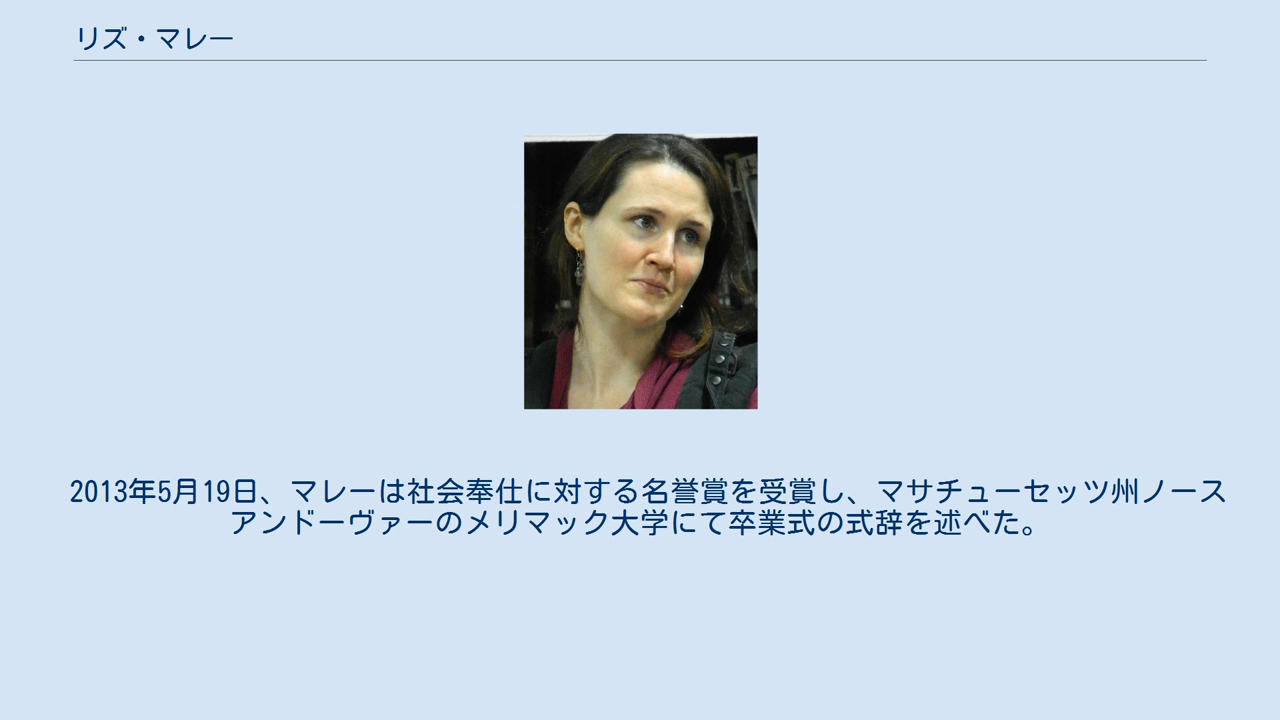 リズ・マレー
2013年5月19日、マレーは社会奉仕に対する名誉賞を受賞し、マサチューセッツ州ノース
アンドーヴァーのメリマック大学にて卒業式の式辞を述べた。